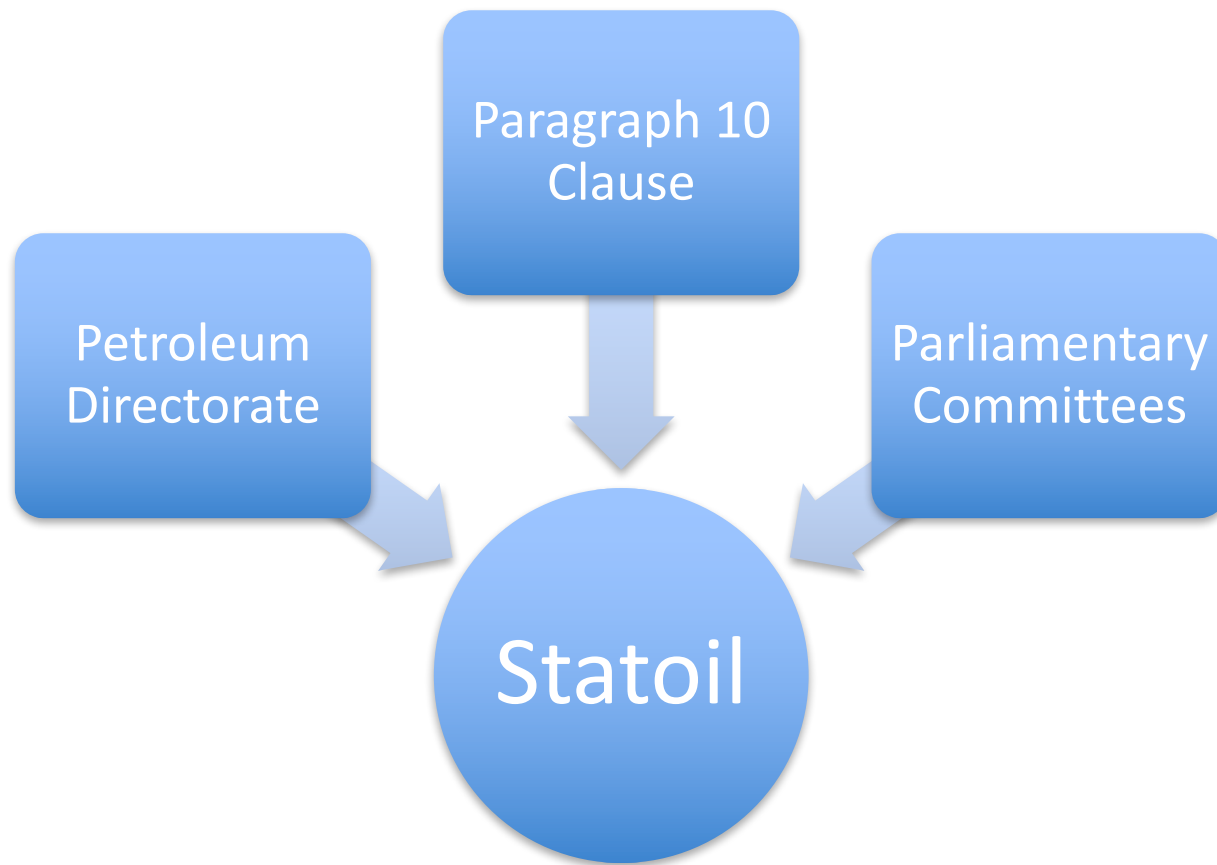 Paragraph 10
Clause
Petroleum
Directorate
Parliamentary
Committees
Statoil